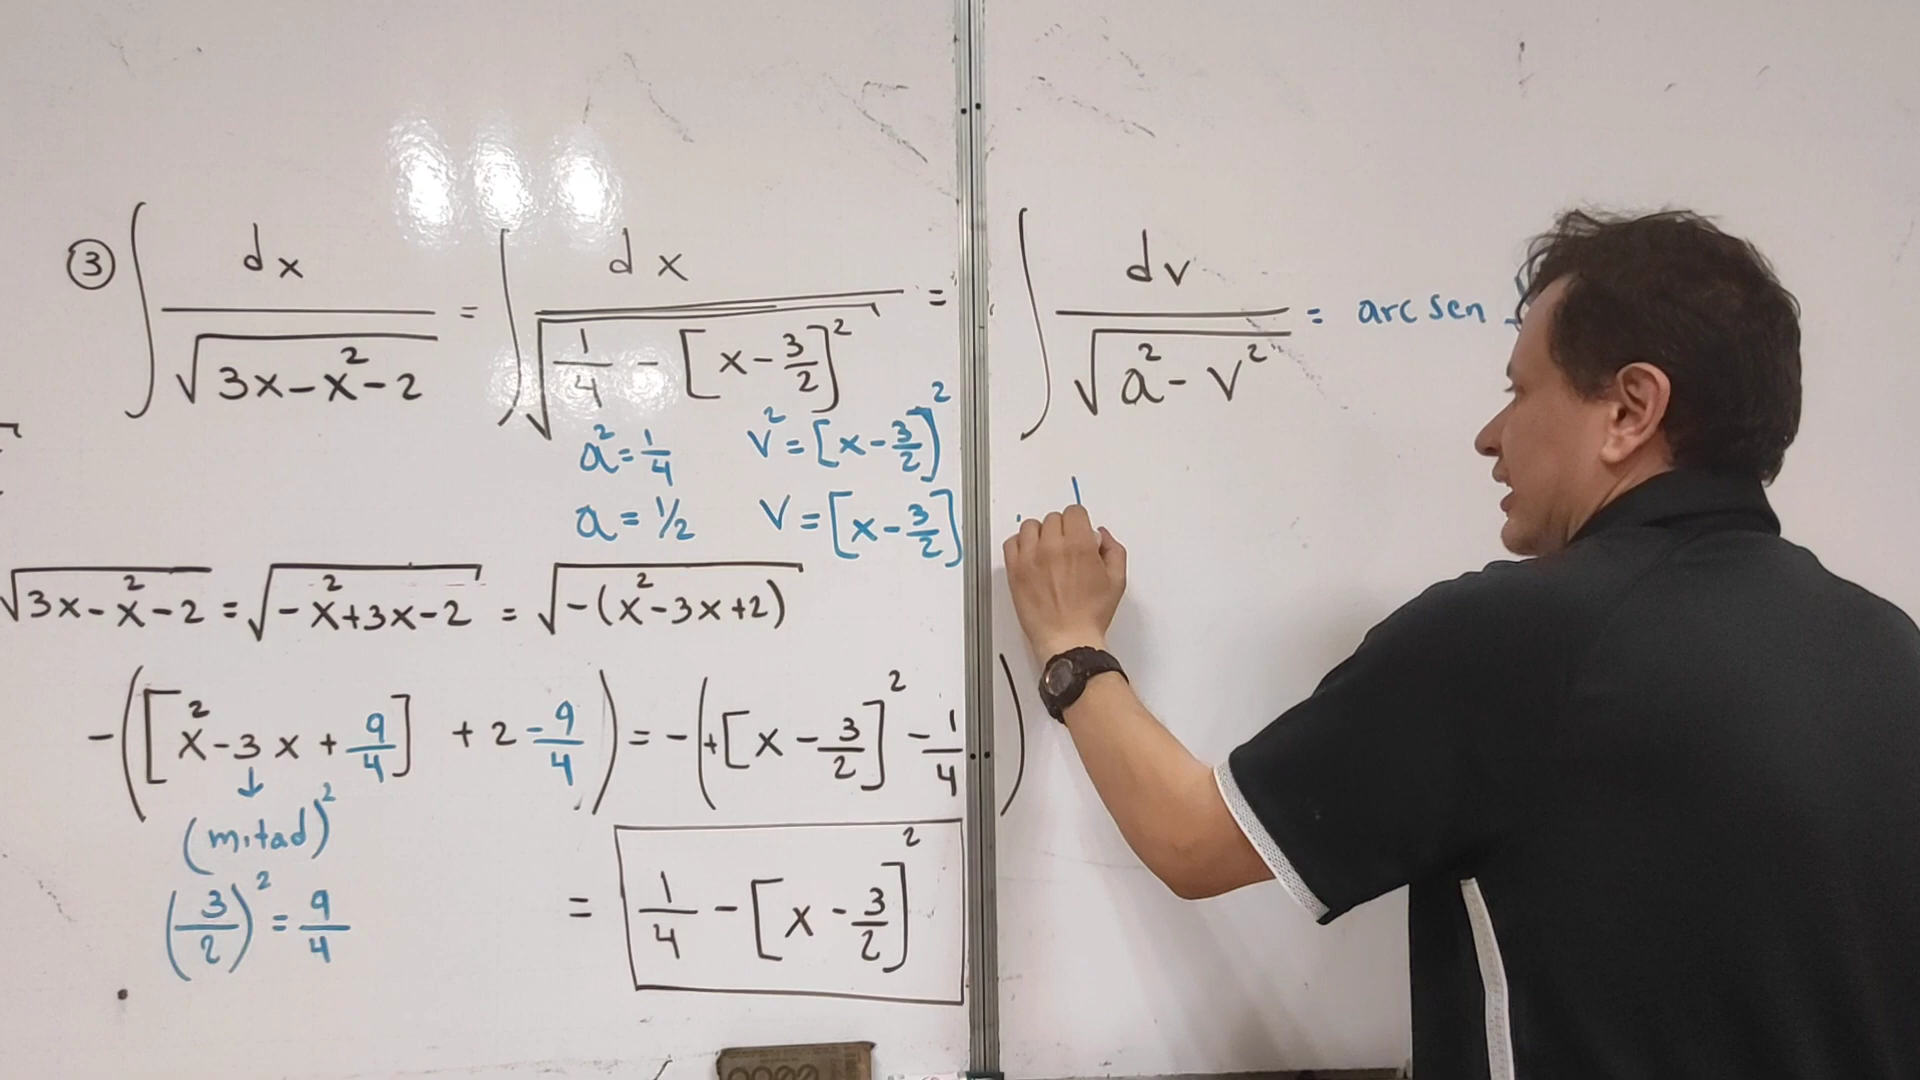 ③ ∫ dx / √(3x - x² - 2) = ∫ dx / √(1/4 - [x - 3/2]²) = ∫ dv / √(a² - v²) = arc sen
a² = 1/4 v² = [x - 3/2]²
a = 1/2 v = [x - 3/2]
√(3x - x² - 2) = √(-x² + 3x - 2) = √(-(x² - 3x + 2))
-([x² - 3x + 9/4] + 2 - 9/4) = -(+[x - 3/2]² - 1/4)
↓
(mitad)²
(3/2)² = 9/4
= 1/4 - [x - 3/2]²